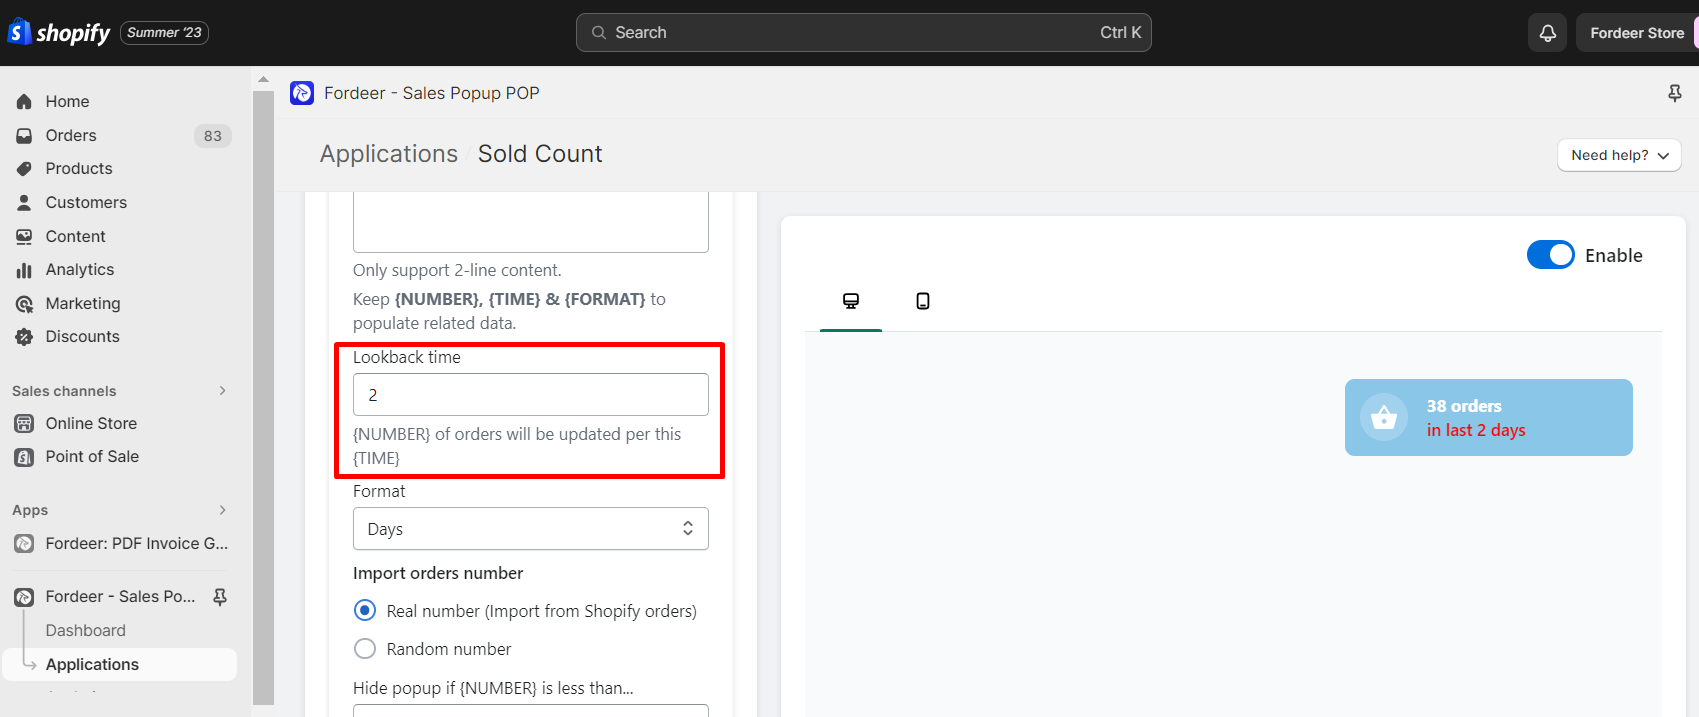 shopify Summer '23
Search Ctrl K
Fordeer Store
Home
Orders 83
Products
Customers
Content
Analytics
Marketing
Discounts
Sales channels
Online Store
Point of Sale
Apps
Fordeer: PDF Invoice G...
Fordeer - Sales Po...
Dashboard
Applications
Fordeer - Sales Popup POP
Applications / Sold Count
Need help?
Only support 2-line content.
Keep {NUMBER}, {TIME} & {FORMAT} to
populate related data.
Lookback time
2
{NUMBER} of orders will be updated per this
{TIME}
Format
Days
Import orders number
Real number (Import from Shopify orders)
Random number
Hide popup if {NUMBER} is less than...
Enable
38 orders
in last 2 days